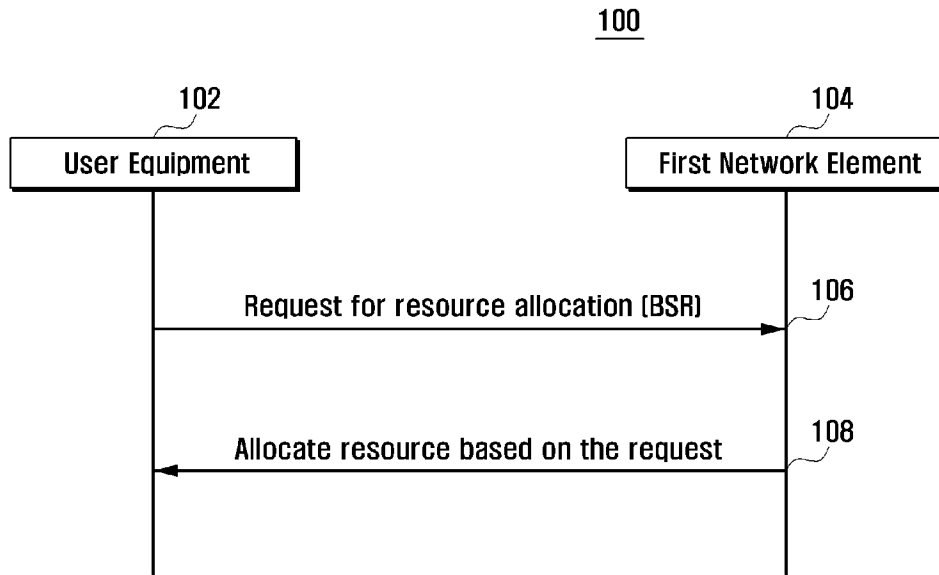 100
102
104
User Equipment
First Network Element
Request for resource allocation (BSR)
106
Allocate resource based on the request
108